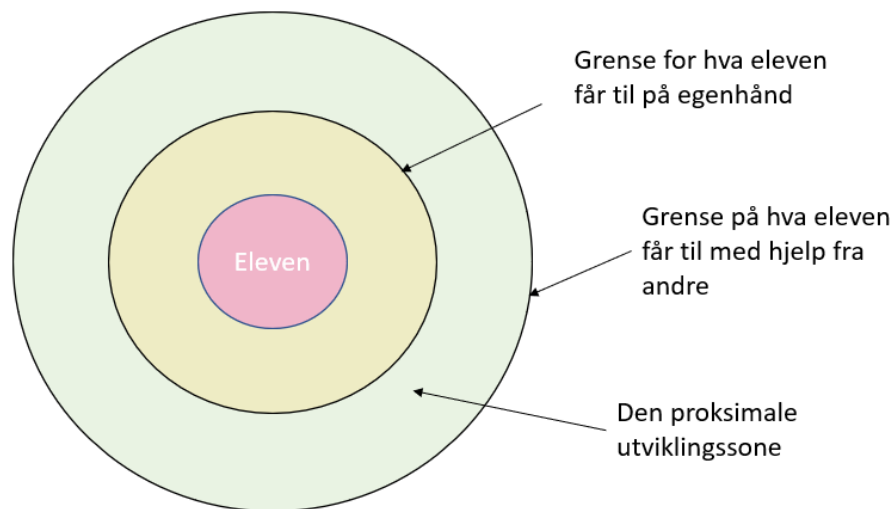 Grense for hva eleven
får til på egenhånd
Eleven
Grense på hva eleven
får til med hjelp fra
andre
Den proksimale
utviklingssone